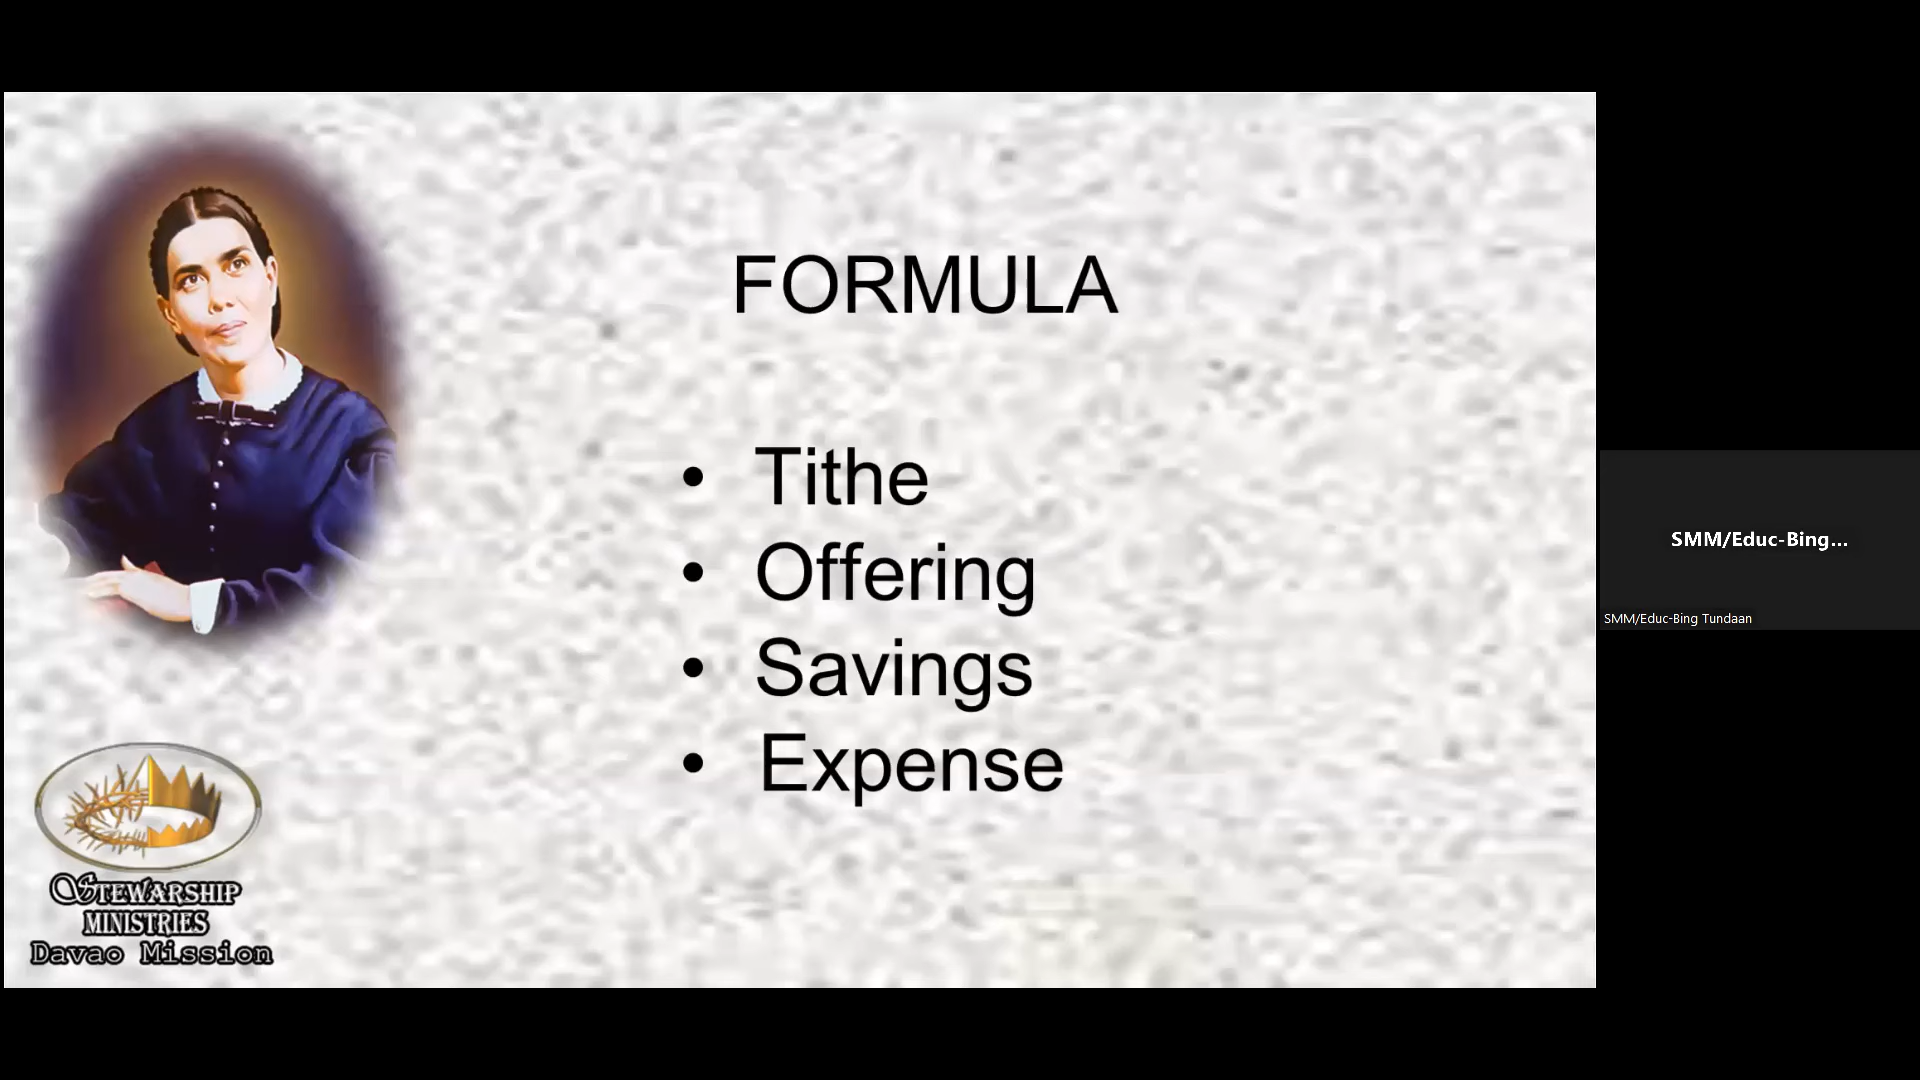 FORMULA
• Tithe
• Offering
• Savings
• Expense
STEWARSHIP
MINISTRIES
Davao Mission
SMM/Educ-Bing...
SMM/Educ-Bing Tundaan